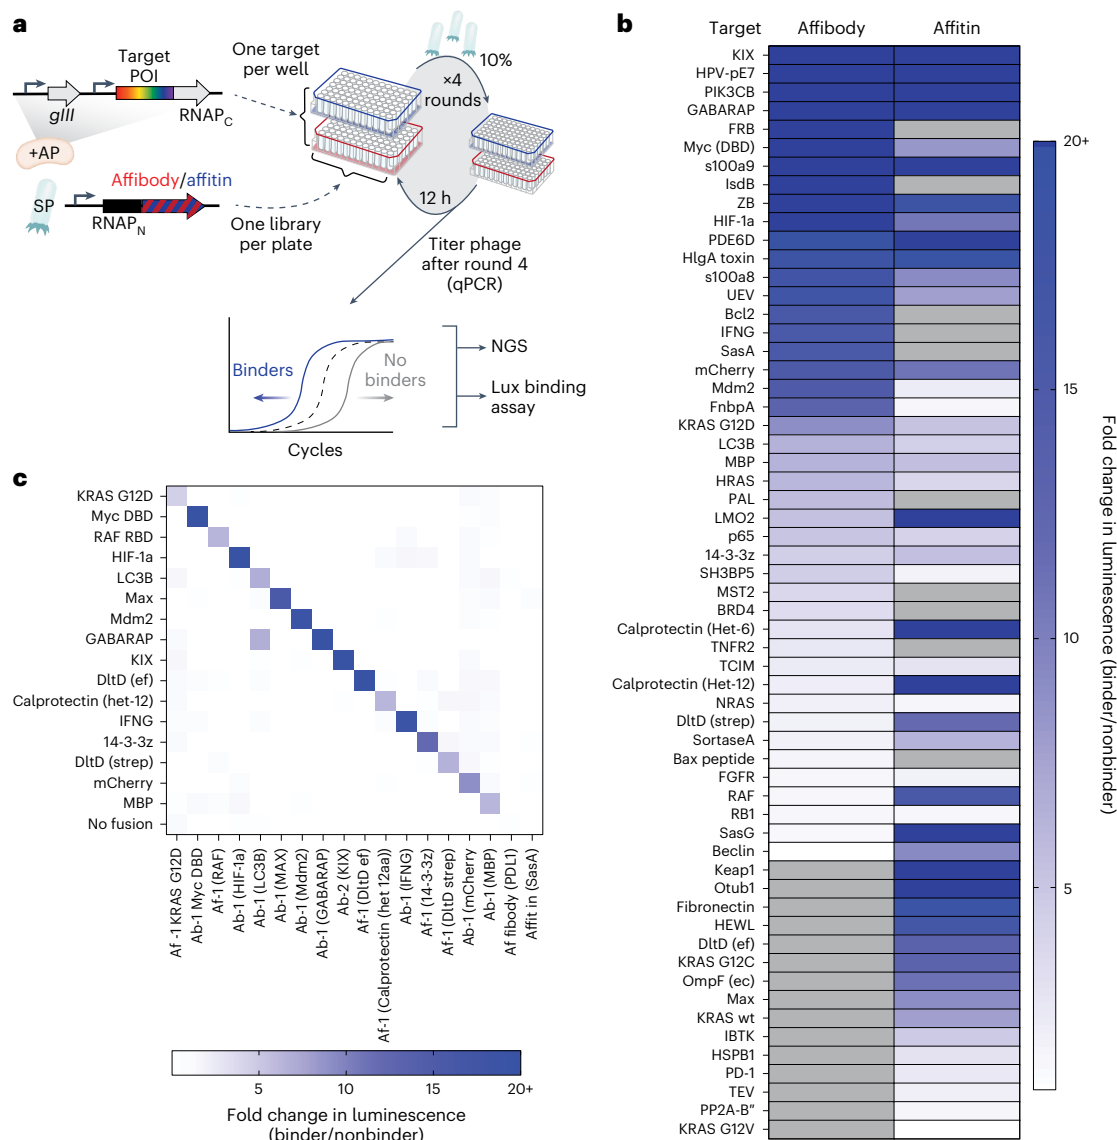 a
Target
POI
gIII
RNAPC
+AP
SP
Affibody/affitin
RNAPN
One target
per well
One library
per plate
×4
rounds
10%
12 h
Titer phage
after round 4
(qPCR)
Binders
No
binders
Cycles
NGS
Lux binding
assay
b
Target Affibody Affitin
KIX
HPV-pE7
PIK3CB
GABARAP
FRB
Myc (DBD)
s100a9
IsdB
ZB
HIF-1a
PDE6D
HlgA toxin
s100a8
UEV
Bcl2
IFNG
SasA
mCherry
Mdm2
FnbpA
KRAS G12D
LC3B
MBP
HRAS
PAL
LMO2
p65
14-3-3z
SH3BP5
MST2
BRD4
Calprotectin (Het-6)
TNFR2
TCIM
Calprotectin (Het-12)
NRAS
DltD (strep)
SortaseA
Bax peptide
FGFR
RAF
RB1
SasG
Beclin
Keap1
Otub1
Fibronectin
HEWL
DltD (ef)
KRAS G12C
OmpF (ec)
Max
KRAS wt
IBTK
HSPB1
PD-1
TEV
PP2A-B″
KRAS G12V
20+
15
10
5
Fold change in luminescence (binder/nonbinder)
c
KRAS G12D
Myc DBD
RAF RBD
HIF-1a
LC3B
Max
Mdm2
GABARAP
KIX
DltD (ef)
Calprotectin (het-12)
IFNG
14-3-3z
DltD (strep)
mCherry
MBP
No fusion
Af -1 KRAS G12D
Ab-1 Myc DBD
Af-1 (RAF)
Ab-1 (HIF-1a)
Ab-1 (LC3B)
Ab-1 (MAX)
Ab-1 (Mdm2)
Ab-1 (GABARAP)
Ab-2 (KIX)
Af-1 (DltD ef)
Af-1 (Calprotectin (het 12aa))
Ab-1 (IFNG)
Af-1 (14-3-3z)
Af-1 (DltD strep)
Ab-1 (mCherry)
Ab-1 (MBP)
Af fibody (PDL1)
Affit in (SasA)
5 10 15 20+
Fold change in luminescence
(binder/nonbinder)